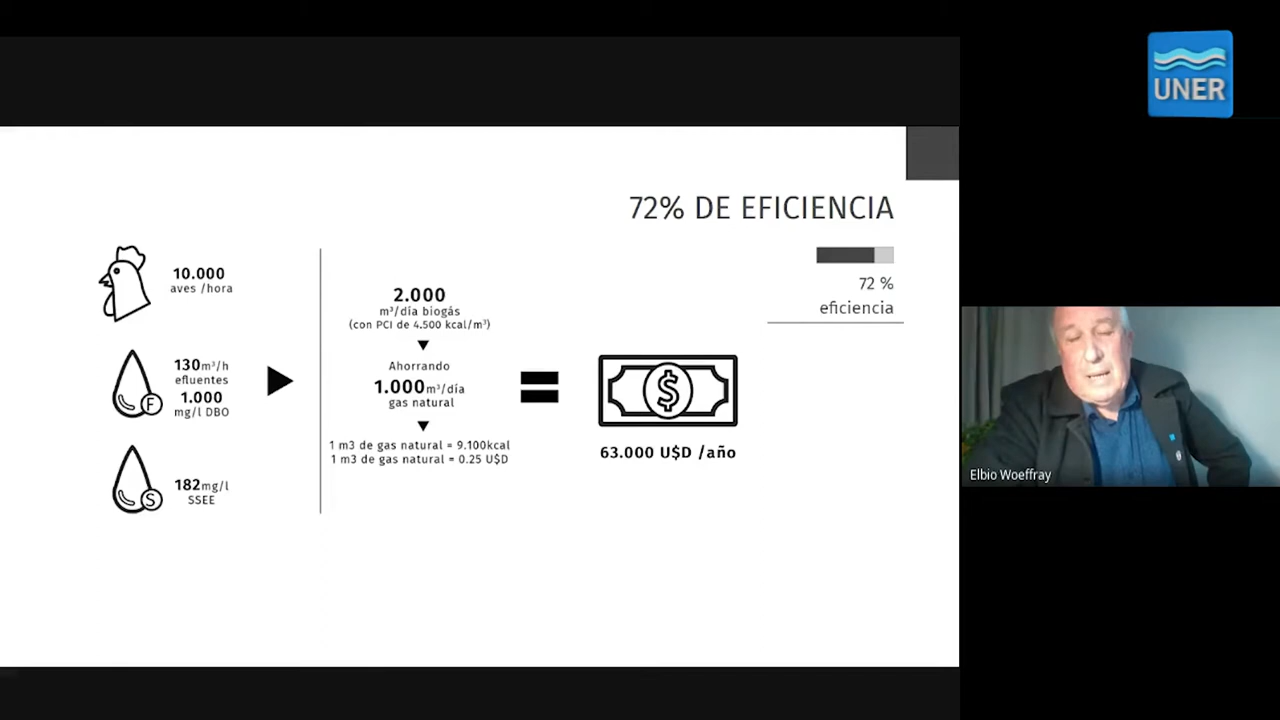 UNER
72% DE EFICIENCIA
72 %
eficiencia
10.000
aves /hora
130m³/h
efluentes
1.000
mg/l DBO
F
182mg/l
SSEE
S
2.000
m³/día biogás
(con PCI de 4.500 kcal/m³)
Ahorrando
1.000m³/día
gas natural
1 m3 de gas natural = 9.100kcal
1 m3 de gas natural = 0.25 U$D
$
63.000 U$D /año
Elbio Woeffray